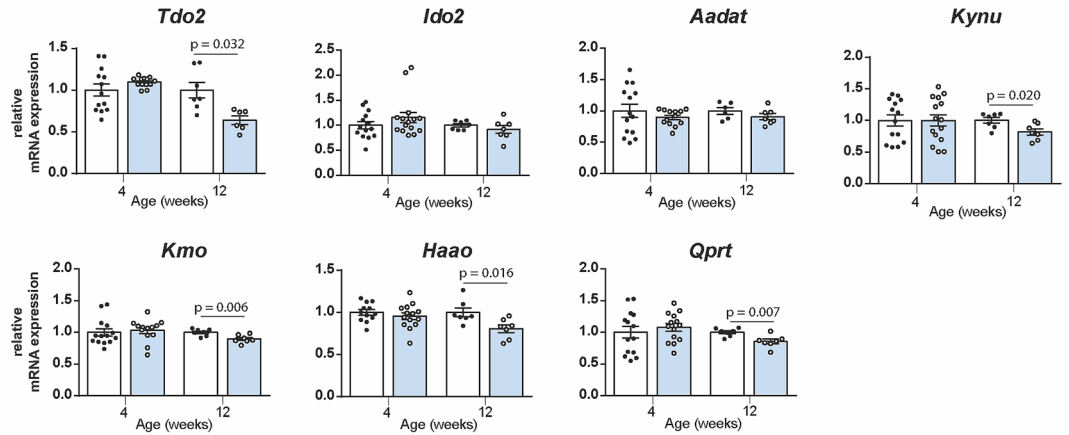 Tdo2
Ido2
Aadat
Kynu
relative
mRNA expression
1.5
1.0
0.5
0.0
p = 0.032
4
12
Age (weeks)
2.5
2.0
1.5
1.0
0.5
0.0
4
12
Age (weeks)
2.0
1.5
1.0
0.5
0.0
4
12
Age (weeks)
2.0
1.5
1.0
0.5
0.0
p = 0.020
4
12
Age (weeks)
Kmo
Haao
Qprt
relative
mRNA expression
2.0
1.5
1.0
0.5
0.0
p = 0.006
4
12
Age (weeks)
1.5
1.0
0.5
0.0
p = 0.016
4
12
Age (weeks)
2.0
1.5
1.0
0.5
0.0
p = 0.007
4
12
Age (weeks)